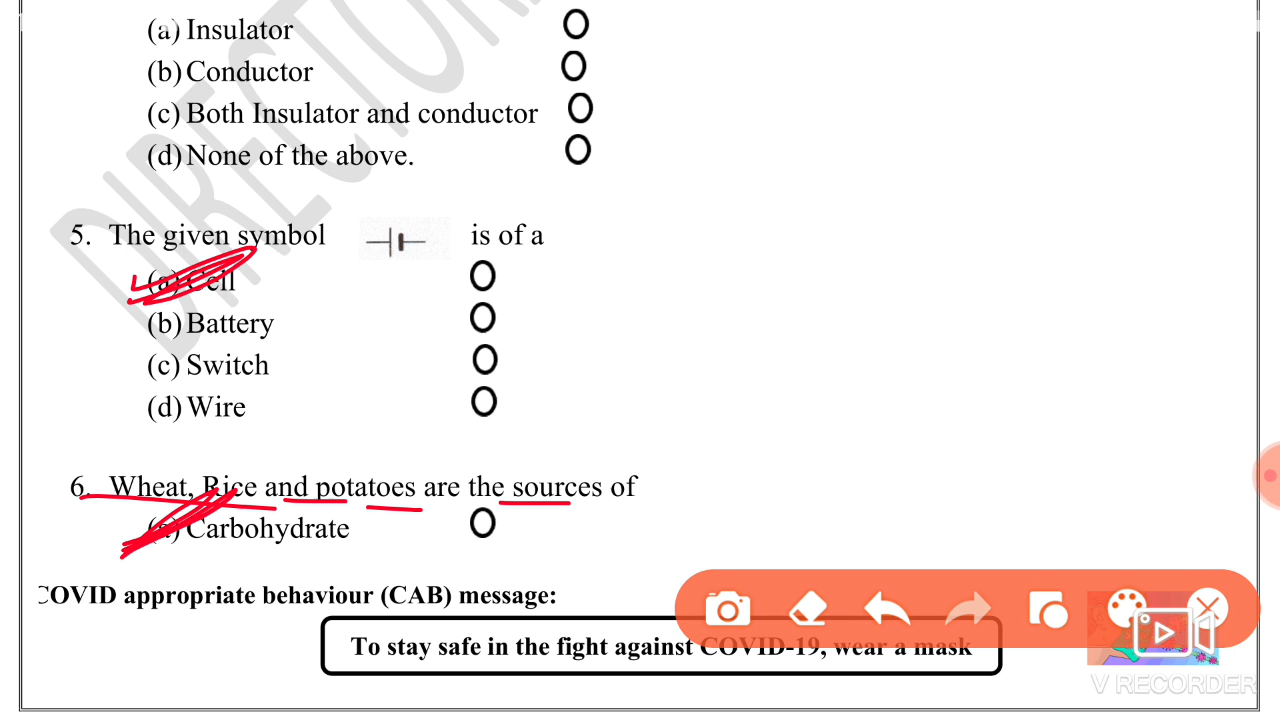 (a) Insulator
(b) Conductor
(c) Both Insulator and conductor
(d) None of the above.
DIRECTOR
5. The given symbol is of a
(a) Cell
(b) Battery
(c) Switch
(d) Wire
6. Wheat, Rice and potatoes are the sources of
(a) Carbohydrate
COVID appropriate behaviour (CAB) message:
To stay safe in the fight against COVID-19, wear a mask
V RECORDER